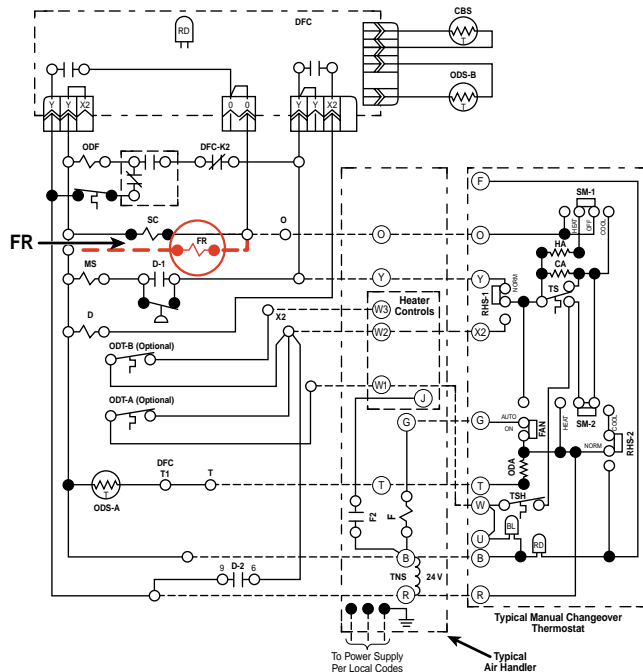 CBS
T
RD
DFC
ODS-B
T
Y Y X2
0 0
Y Y X2
ODF
DFC-K2
F
SM-1
HEAT OFF COOL
SC
O
O
O
FR
FR
HA
CA
MS
D-1
Y
Y
NORM
RHS-1
TS
Heater
Controls
D
X2
W3
W2
X2
ODT-B (Optional)
W1
J
ODT-A (Optional)
G
G
AUTO
ON
FAN
HEAT
SM-2
COOL
NORM
RHS-2
ODA
DFC
T1
T
T
T
T
ODS-A
TSH
W
F2
F
BL
U
RD
B
B
TNS
24 V
9 D-2 6
R
R
Typical Manual Changeover
Thermostat
To Power Supply
Per Local Codes
Typical
Air Handler